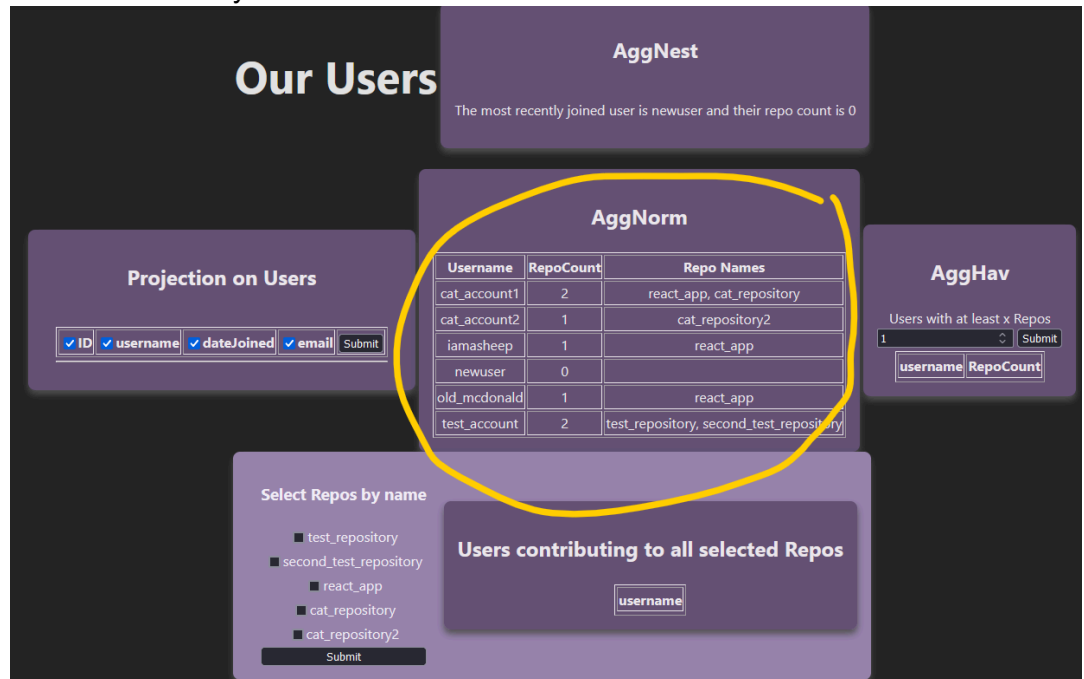 Our Users
AggNest
The most recently joined user is newuser and their repo count is 0
Projection on Users
ID username dateJoined email Submit
AggNorm
Username RepoCount Repo Names
cat_account1 2 react_app, cat_repository
cat_account2 1 cat_repository2
iamasheep 1 react_app
newuser 0
old_mcdonald 1 react_app
test_account 2 test_repository, second_test_repository
AggHav
Users with at least x Repos
1 Submit
username RepoCount
Select Repos by name
test_repository
second_test_repository
react_app
cat_repository
cat_repository2
Submit
Users contributing to all selected Repos
username